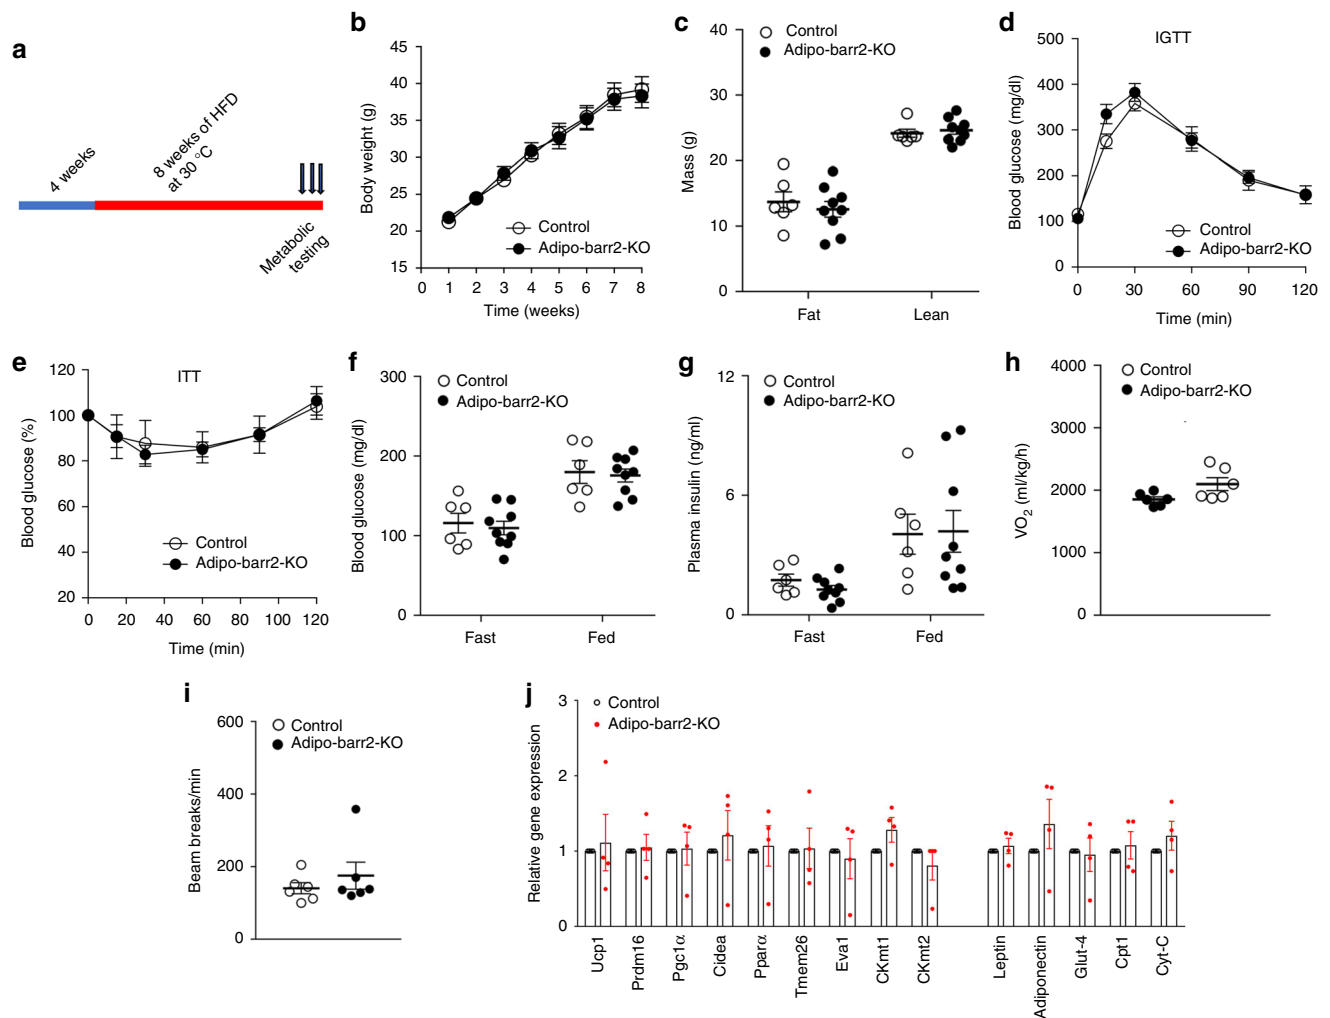 a
4 weeks
8 weeks of HFD
at 30 °C
Metabolic
testing
b
45
40
35
30
25
20
15
Body weight (g)
Control
Adipo-barr2-KO
0 1 2 3 4 5 6 7 8
Time (weeks)
c
Control
Adipo-barr2-KO
40
30
20
10
0
Mass (g)
Fat Lean
d
IGTT
500
400
300
200
100
0
Blood glucose (mg/dl)
Control
Adipo-barr2-KO
0 30 60 90 120
Time (min)
e
ITT
120
100
80
60
40
20
Blood glucose (%)
Control
Adipo-barr2-KO
0 20 40 60 80 100 120
Time (min)
f
Control
Adipo-barr2-KO
300
200
100
0
Blood glucose (mg/dl)
Fast Fed
g
Control
Adipo-barr2-KO
12
6
0
Plasma insulin (ng/ml)
Fast Fed
h
Control
Adipo-barr2-KO
4000
3000
2000
1000
0
VO2 (ml/kg/h)
i
Control
Adipo-barr2-KO
600
400
200
0
Beam breaks/min
j
Control
Adipo-barr2-KO
3
2
1
0
Relative gene expression
Ucp1
Prdm16
Pgc1α
Cidea
Pparα
Tmem26
Eva1
CKmt1
CKmt2
Leptin
Adiponectin
Glut-4
Cpt1
Cyt-C